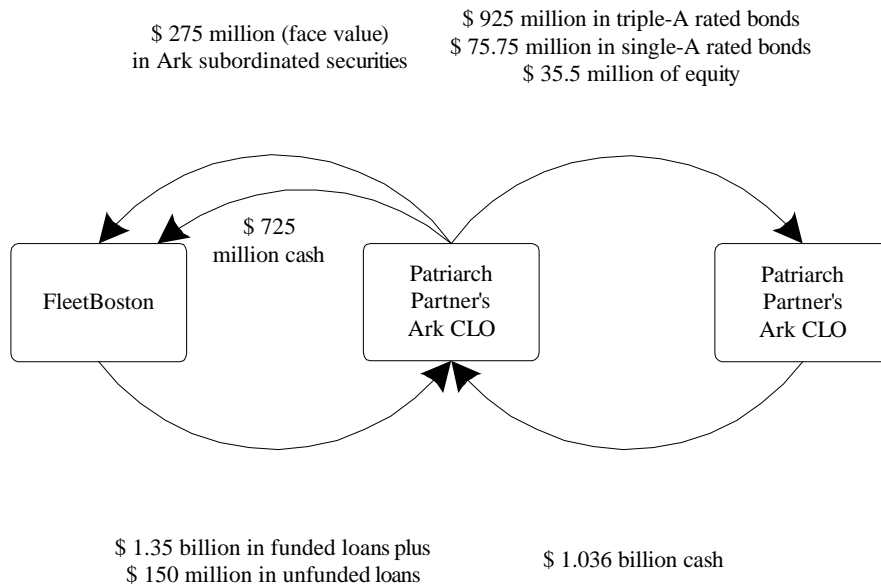 $ 275 million (face value)
in Ark subordinated securities
$ 925 million in triple-A rated bonds
$ 75.75 million in single-A rated bonds
$ 35.5 million of equity
$ 725
million cash
FleetBoston
Patriarch
Partner's
Ark CLO
Patriarch
Partner's
Ark CLO
$ 1.35 billion in funded loans plus
$ 150 million in unfunded loans
$ 1.036 billion cash